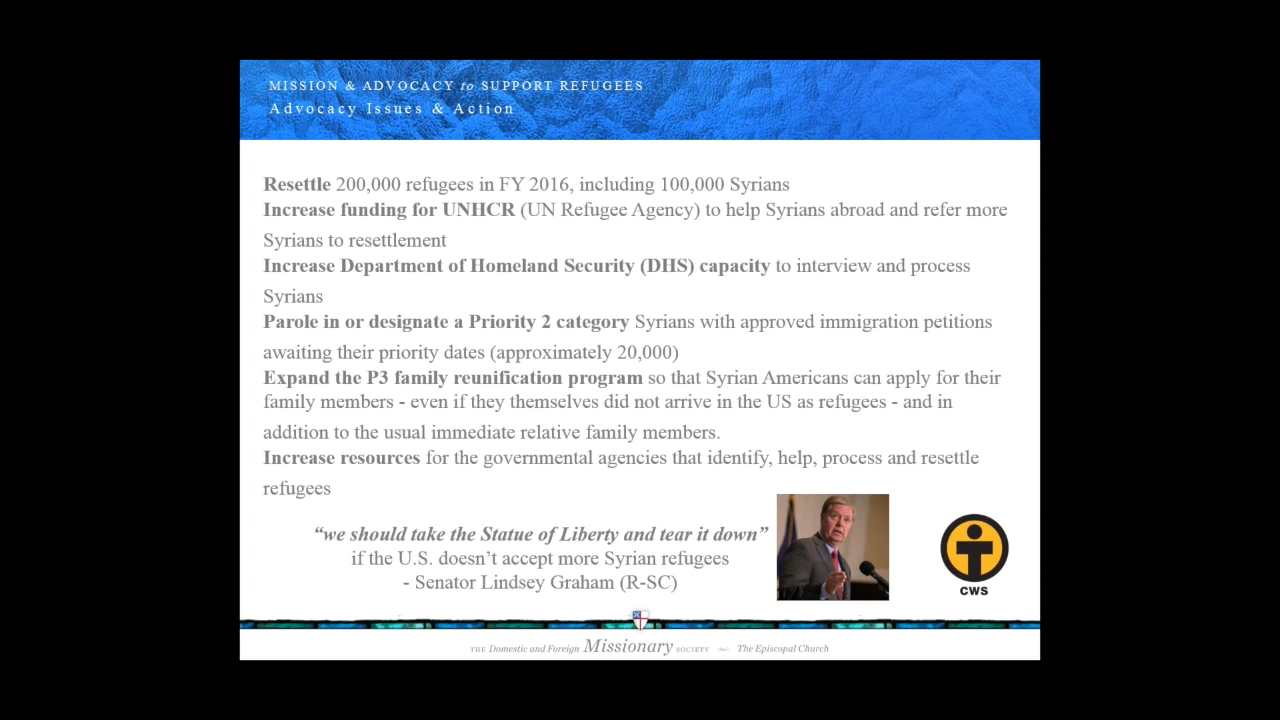 MISSION & ADVOCACY to SUPPORT REFUGEES
Advocacy Issues & Action
Resettle 200,000 refugees in FY 2016, including 100,000 Syrians
Increase funding for UNHCR (UN Refugee Agency) to help Syrians abroad and refer more
Syrians to resettlement
Increase Department of Homeland Security (DHS) capacity to interview and process
Syrians
Parole in or designate a Priority 2 category Syrians with approved immigration petitions
awaiting their priority dates (approximately 20,000)
Expand the P3 family reunification program so that Syrian Americans can apply for their
family members - even if they themselves did not arrive in the US as refugees - and in
addition to the usual immediate relative family members.
Increase resources for the governmental agencies that identify, help, process and resettle
refugees
“we should take the Statue of Liberty and tear it down”
if the U.S. doesn’t accept more Syrian refugees
- Senator Lindsey Graham (R-SC)
CWS
THE Domestic and Foreign Missionary SOCIETY The Episcopal Church